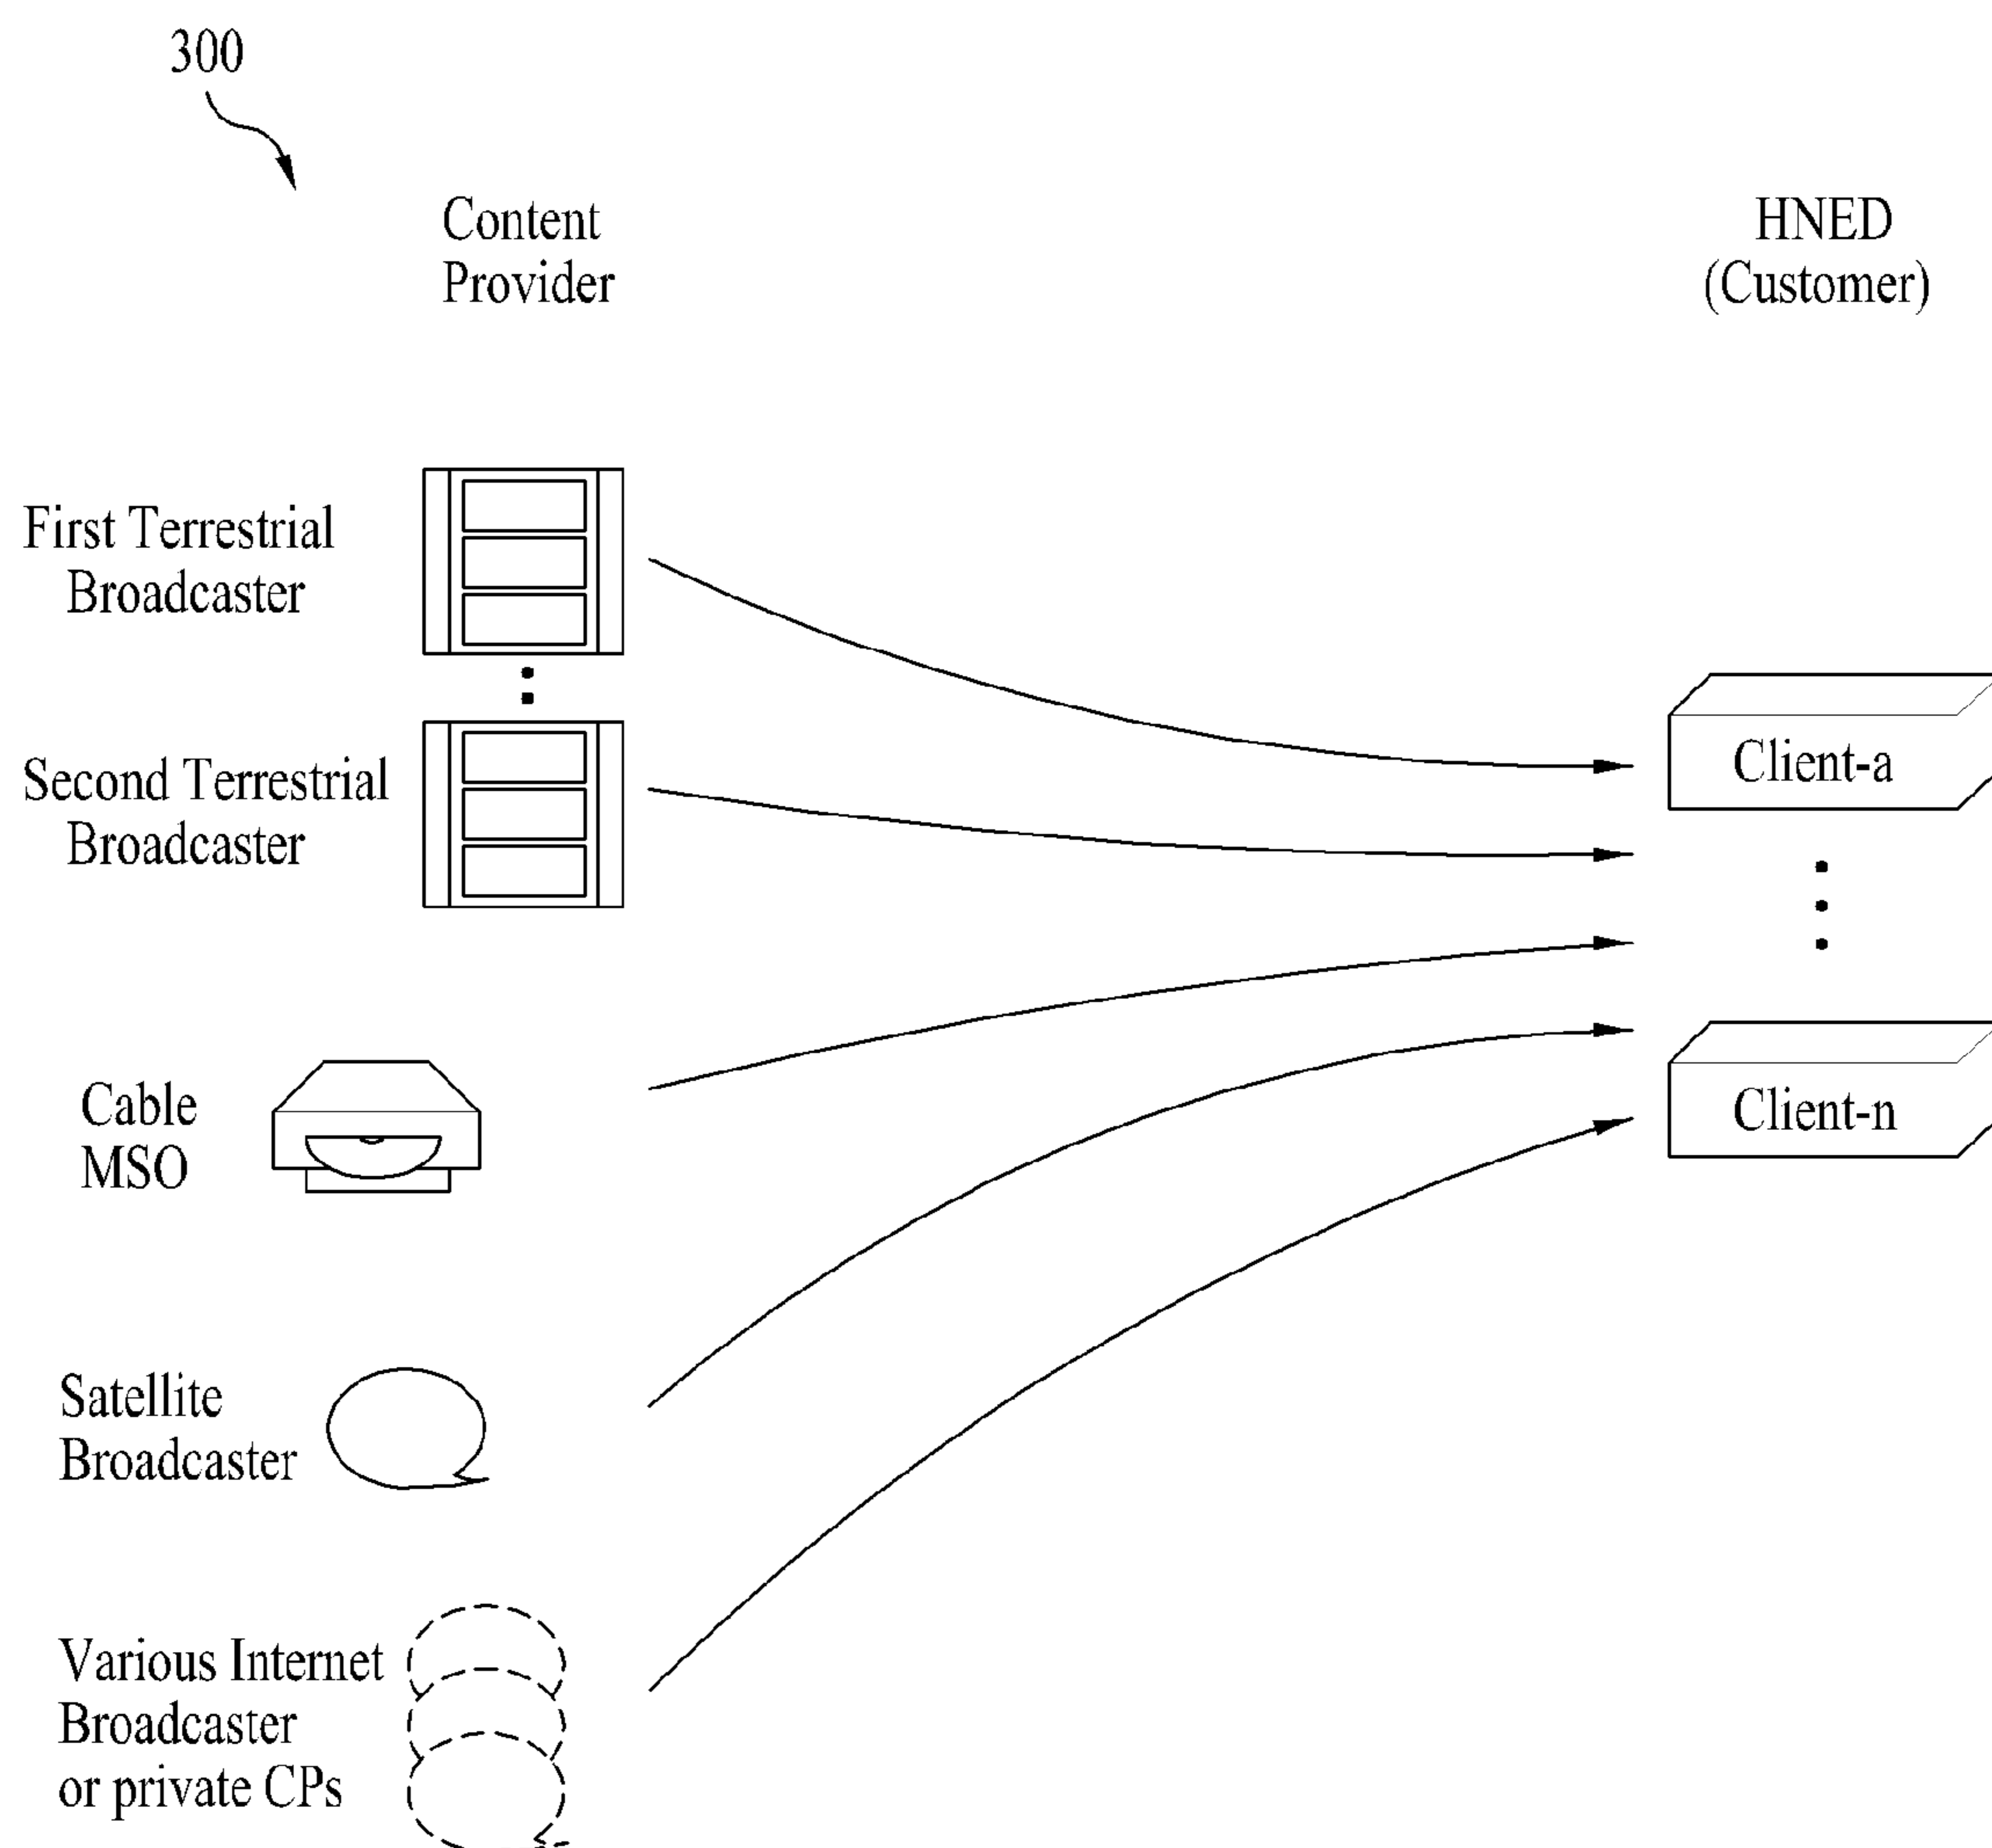 300
Content
Provider
HNED
(Customer)
First Terrestrial
Broadcaster
Second Terrestrial
Broadcaster
Client-a
Cable
MSO
Client-n
Satellite
Broadcaster
Various Internet
Broadcaster
or private CPs